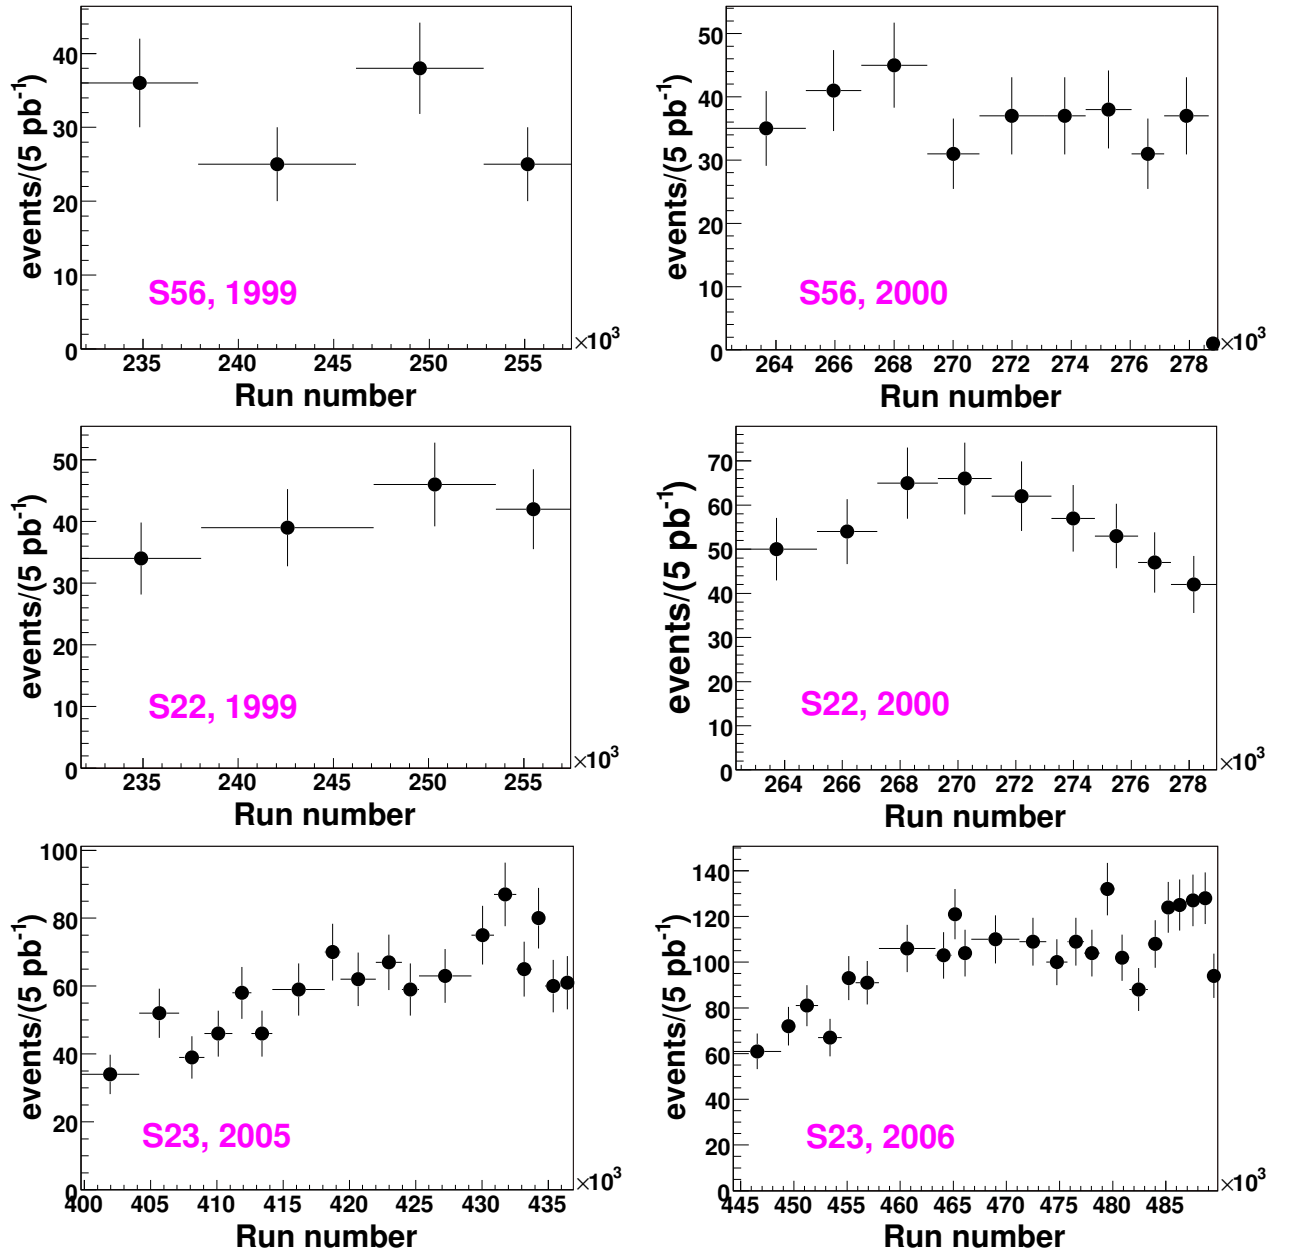 events/(5 pb⁻¹)
40
30
20
10
0
S56, 1999
235 240 245 250 255
×10³
Run number
events/(5 pb⁻¹)
50
40
30
20
10
0
S56, 2000
264 266 268 270 272 274 276 278
×10³
Run number
events/(5 pb⁻¹)
50
40
30
20
10
0
S22, 1999
235 240 245 250 255
×10³
Run number
events/(5 pb⁻¹)
70
60
50
40
30
20
10
0
S22, 2000
264 266 268 270 272 274 276 278
×10³
Run number
events/(5 pb⁻¹)
100
80
60
40
20
0
S23, 2005
400 405 410 415 420 425 430 435
×10³
Run number
events/(5 pb⁻¹)
140
120
100
80
60
40
20
0
S23, 2006
445 450 455 460 465 470 475 480 485
×10³
Run number